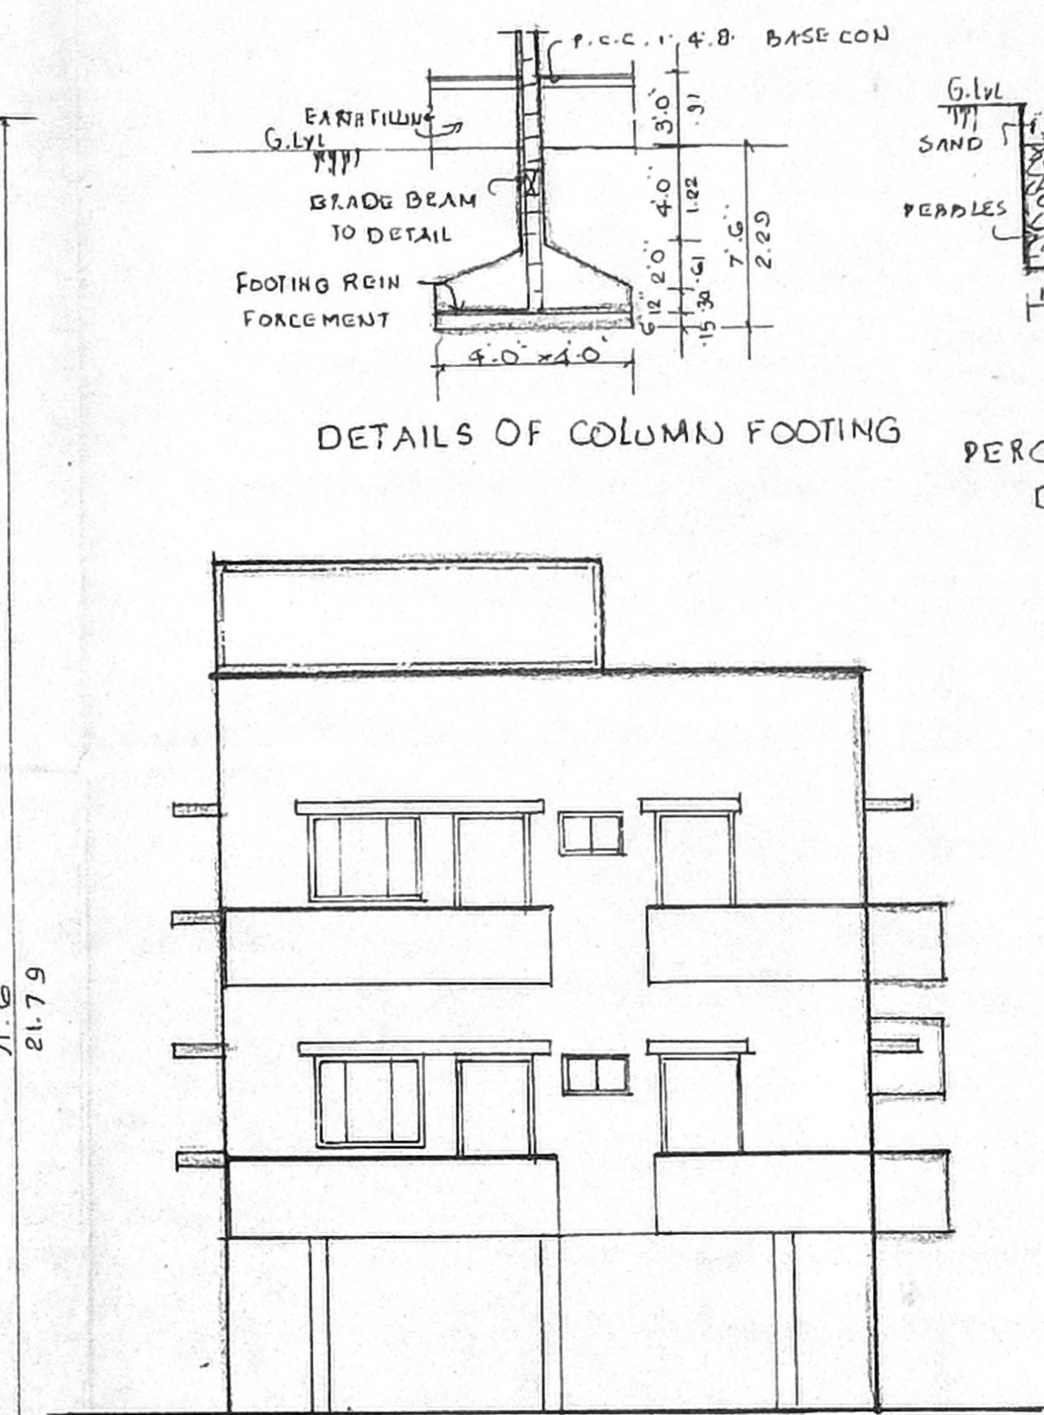 P.C.C. 1: 4:8. BASE CON
EARTH FILLING
G.Lvl
GRADE BEAM
TO DETAIL
FOOTING REIN
FORCEMENT
3'.0"
.91
4'.0"
1.22
2'.0"
.61
12"
.30
6"
.15
7'.6"
2.29
4'.0" x 4'.0"
DETAILS OF COLUMN FOOTING
G.Lvl
SAND
PEBBLES
PERC
21.79